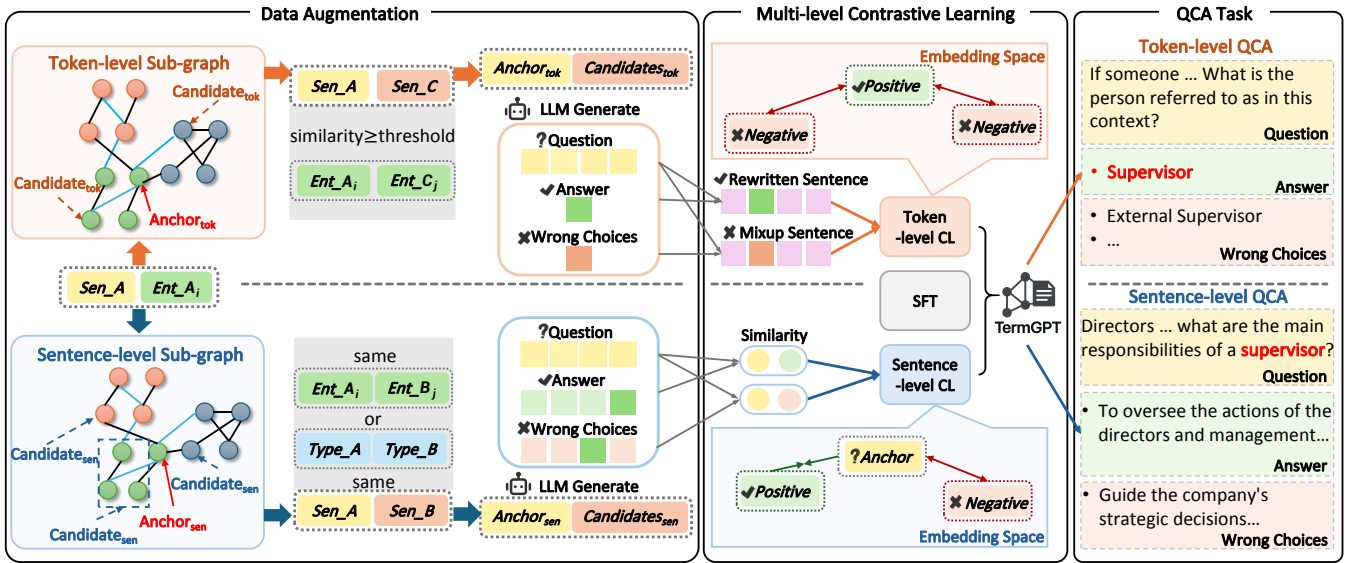 Data Augmentation
Token-level Sub-graph
Candidate_tok
Candidate_tok
Anchor_tok
Sen_A Ent_A_i
Sentence-level Sub-graph
Candidate_sen
Candidate_sen
Anchor_sen
Candidate_sen
Sen_A Sen_C
similarity≥threshold
Ent_A_i Ent_C_j
Anchor_tok Candidates_tok
LLM Generate
?Question
✔Answer
✖Wrong Choices
same
Ent_A_i Ent_B_j
or
Type_A Type_B
same
Sen_A Sen_B
?Question
✔Answer
✖Wrong Choices
LLM Generate
Anchor_sen Candidates_sen
Multi-level Contrastive Learning
Embedding Space
✔Positive
✖Negative
✖Negative
✔Rewritten Sentence
✖ Mixup Sentence
Token
-level CL
SFT
Similarity
Sentence
-level CL
TermGPT
?Anchor
✔Positive
✖ Negative
Embedding Space
QCA Task
Token-level QCA
If someone ... What is the
person referred to as in this
context?
Question
• Supervisor
Answer
• External Supervisor
• ...
Wrong Choices
Sentence-level QCA
Directors ... what are the main
responsibilities of a supervisor?
Question
• To oversee the actions of the
directors and management...
Answer
• Guide the company's
strategic decisions...
Wrong Choices